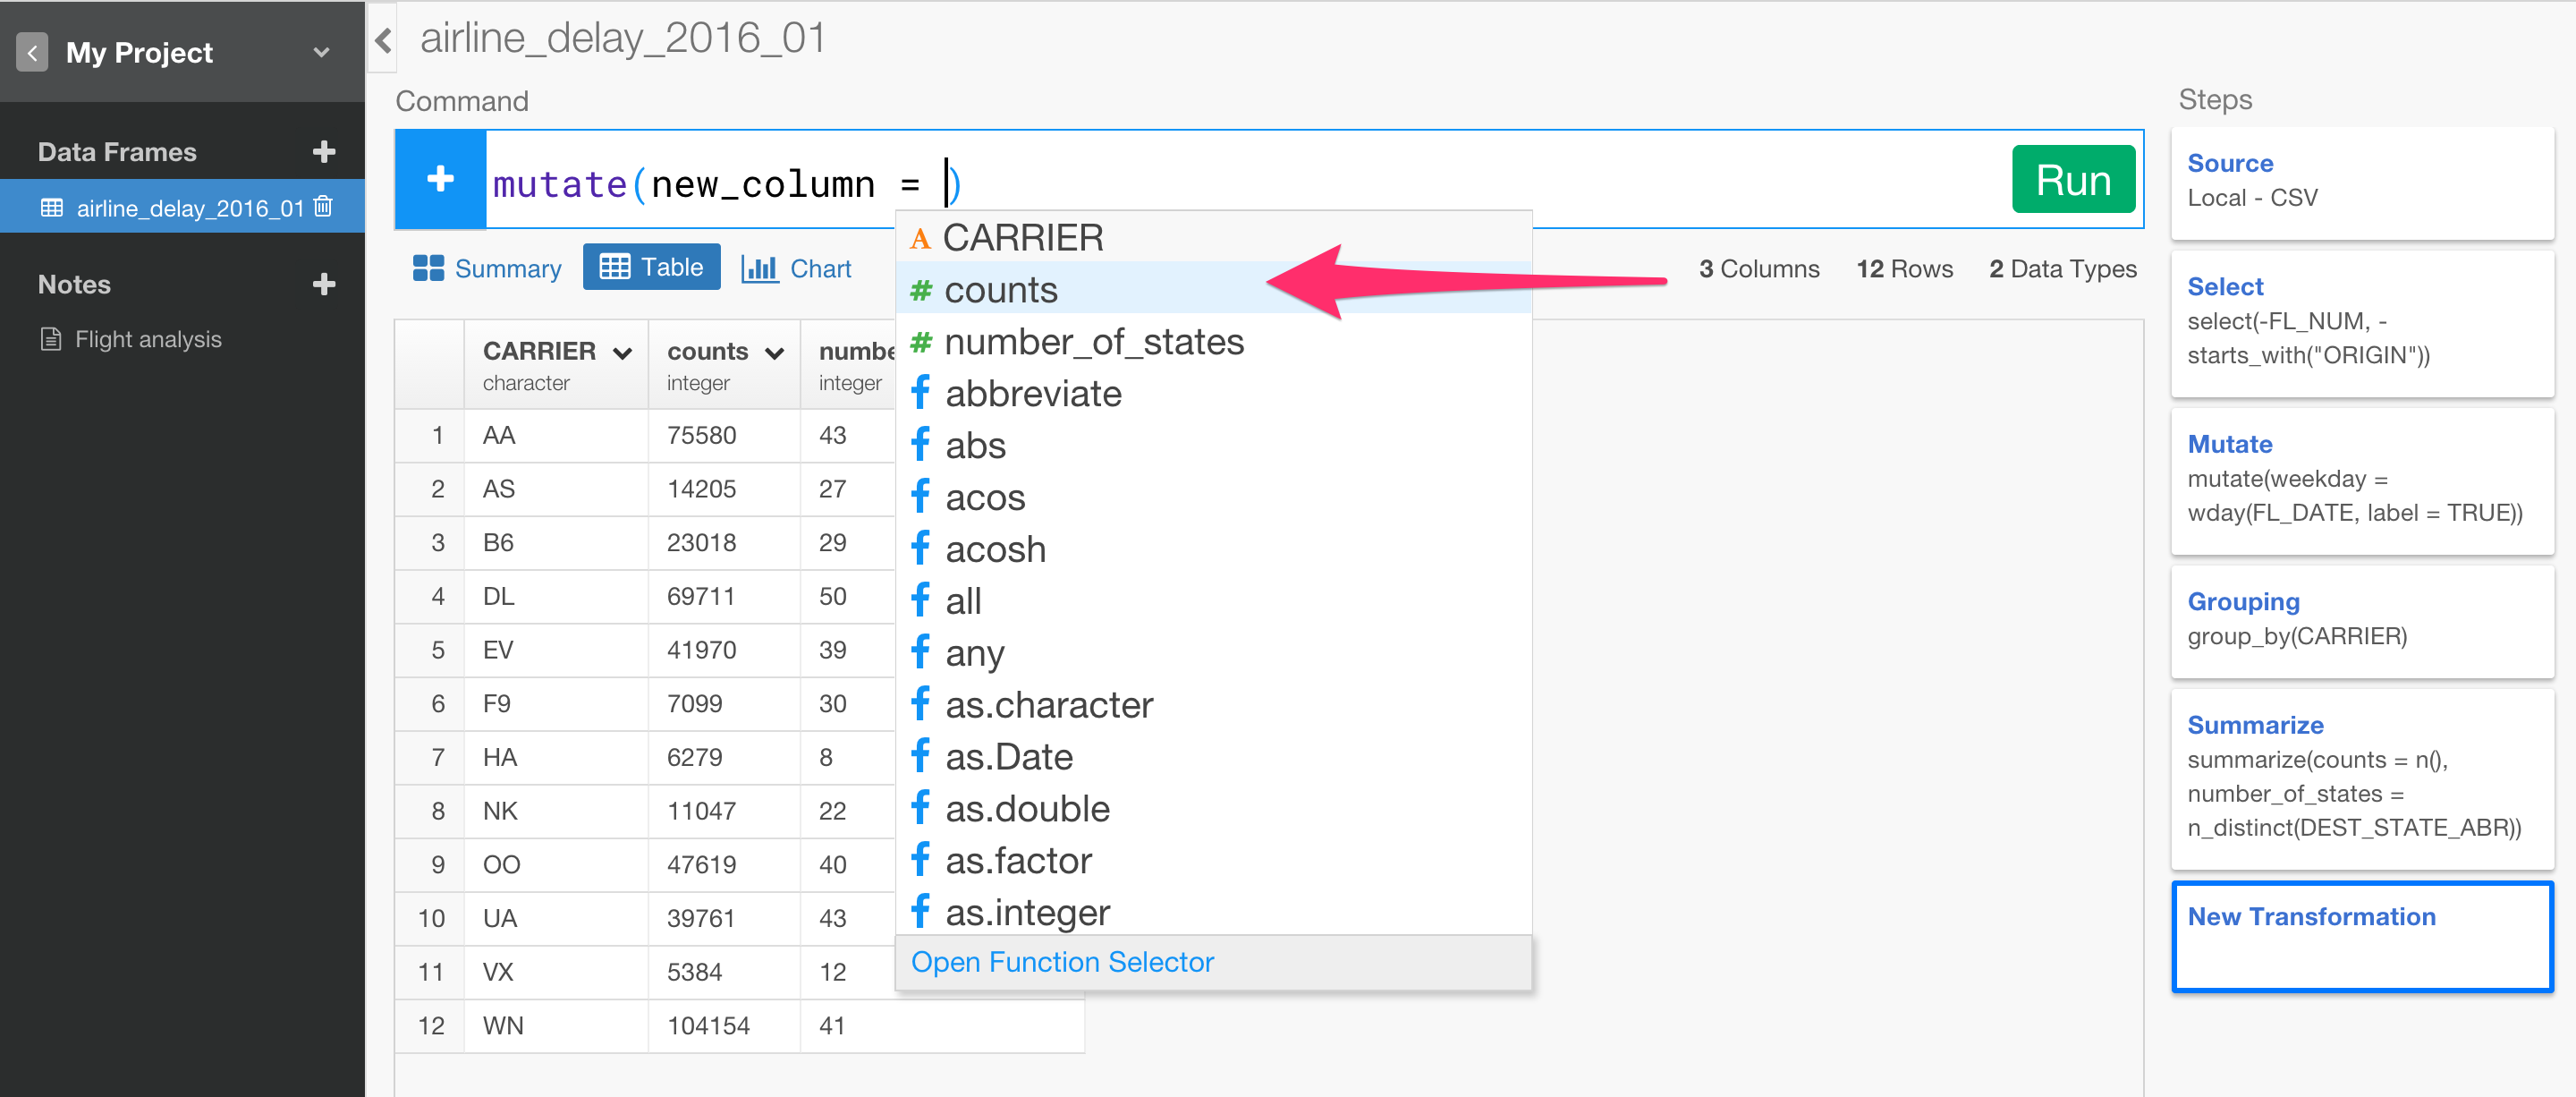 My Project
Data Frames
airline_delay_2016_01
Notes
Flight analysis
airline_delay_2016_01
Command
mutate(new_column = )
Run
Summary
Table
Chart
3 Columns
12 Rows
2 Data Types
A CARRIER
# counts
# number_of_states
f abbreviate
f abs
f acos
f acosh
f all
f any
f as.character
f as.Date
f as.double
f as.factor
f as.integer
Open Function Selector
CARRIER counts numbe
character integer integer
1 AA 75580 43
2 AS 14205 27
3 B6 23018 29
4 DL 69711 50
5 EV 41970 39
6 F9 7099 30
7 HA 6279 8
8 NK 11047 22
9 OO 47619 40
10 UA 39761 43
11 VX 5384 12
12 WN 104154 41
Steps
Source
Local - CSV
Select
select(-FL_NUM, -
starts_with("ORIGIN"))
Mutate
mutate(weekday =
wday(FL_DATE, label = TRUE))
Grouping
group_by(CARRIER)
Summarize
summarize(counts = n(),
number_of_states =
n_distinct(DEST_STATE_ABR))
New Transformation